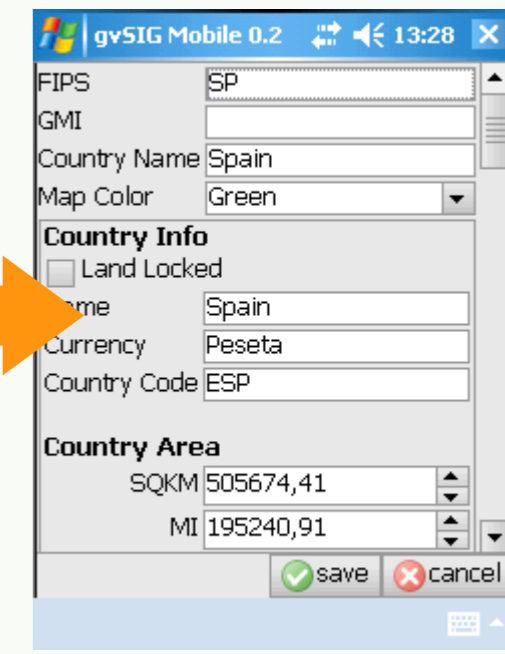 gvSIG Mobile 0.2 13:28
FIPS SP
GMI
Country Name Spain
Map Color Green
Country Info
Land Locked
me Spain
Currency Peseta
Country Code ESP
Country Area
SQKM 505674,41
MI 195240,91
save cancel